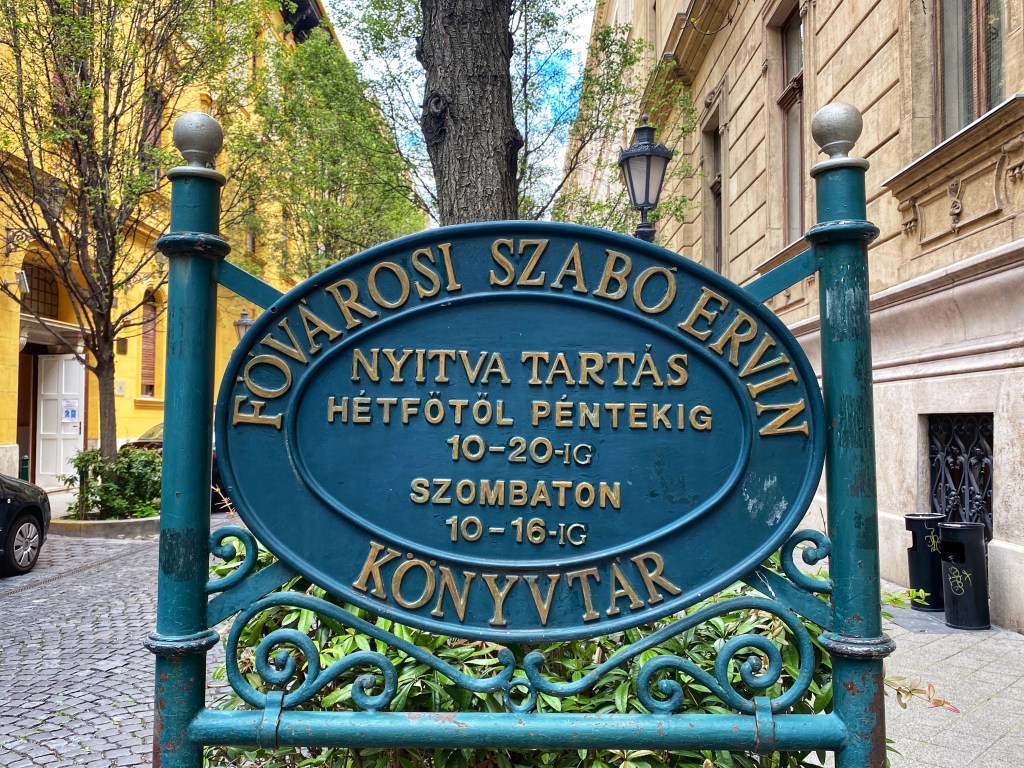 FŐVÁROSI SZABÓ ERVIN
NYITVA TARTÁS
HÉTFŐTŐL PÉNTEKIG
10-20-IG
SZOMBATON
10-16-IG
KÖNYVTÁR